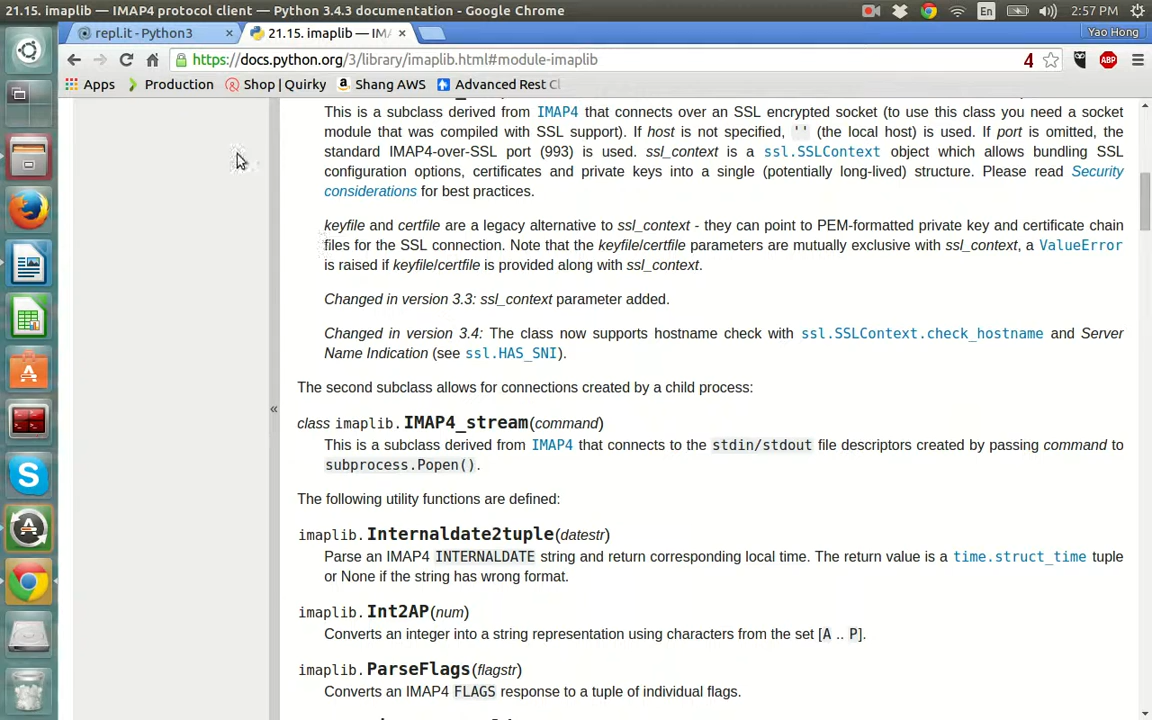 21.15. imaplib — IMAP4 protocol client — Python 3.4.3 documentation - Google Chrome
En
2:57 PM
repl.it - Python3
×
21.15. imaplib — IMA
×
Yao Hong
https://docs.python.org/3/library/imaplib.html#module-imaplib
4
ABP
Apps
Production
Shop | Quirky
Shang AWS
Advanced Rest Cl
This is a subclass derived from IMAP4 that connects over an SSL encrypted socket (to use this class you need a socket
module that was compiled with SSL support). If host is not specified, '' (the local host) is used. If port is omitted, the
standard IMAP4-over-SSL port (993) is used. ssl_context is a ssl.SSLContext object which allows bundling SSL
configuration options, certificates and private keys into a single (potentially long-lived) structure. Please read Security
considerations for best practices.
keyfile and certfile are a legacy alternative to ssl_context - they can point to PEM-formatted private key and certificate chain
files for the SSL connection. Note that the keyfile/certfile parameters are mutually exclusive with ssl_context, a ValueError
is raised if keyfile/certfile is provided along with ssl_context.
Changed in version 3.3: ssl_context parameter added.
Changed in version 3.4: The class now supports hostname check with ssl.SSLContext.check_hostname and Server
Name Indication (see ssl.HAS_SNI).
The second subclass allows for connections created by a child process:
«
class imaplib.IMAP4_stream(command)
This is a subclass derived from IMAP4 that connects to the stdin/stdout file descriptors created by passing command to
subprocess.Popen().
The following utility functions are defined:
imaplib.Internaldate2tuple(datestr)
Parse an IMAP4 INTERNALDATE string and return corresponding local time. The return value is a time.struct_time tuple
or None if the string has wrong format.
imaplib.Int2AP(num)
Converts an integer into a string representation using characters from the set [A .. P].
imaplib.ParseFlags(flagstr)
Converts an IMAP4 FLAGS response to a tuple of individual flags.